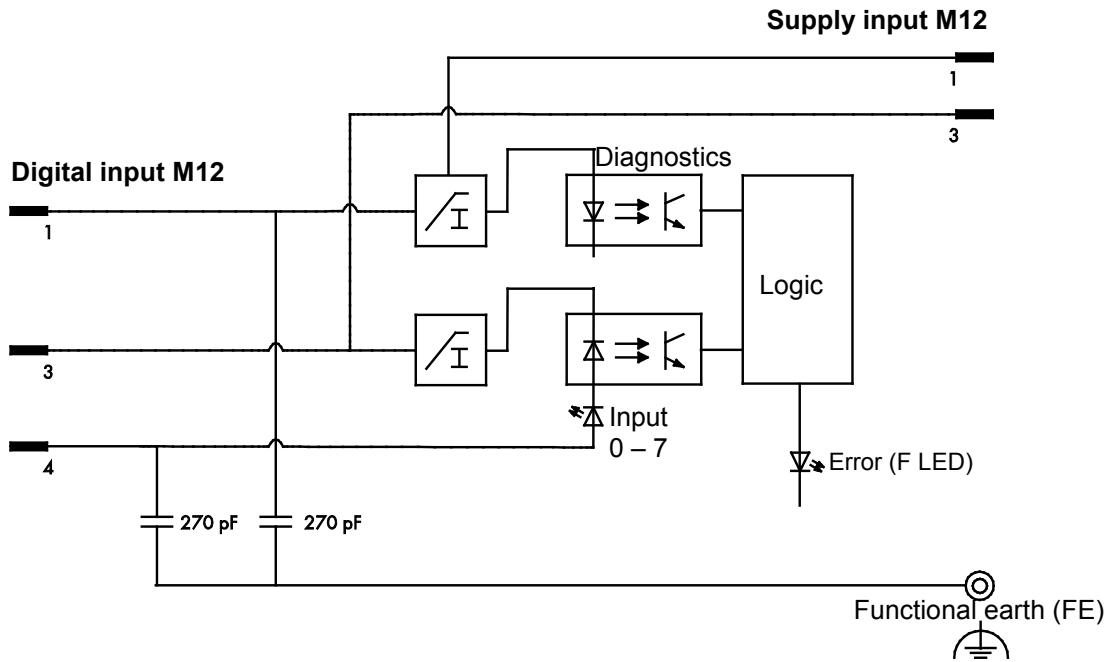 Supply input M12
1
3
Digital input M12
Diagnostics
1
Logic
3
Input
0 – 7
4
Error (F LED)
270 pF
270 pF
Functional earth (FE)